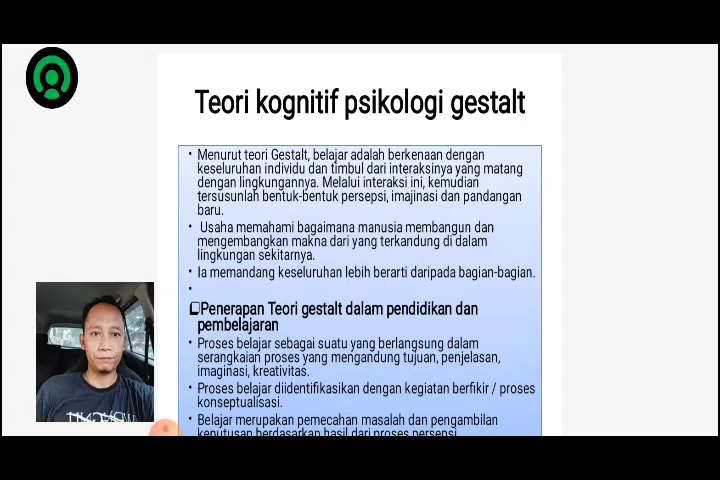 Teori kognitif psikologi gestalt
• Menurut teori Gestalt, belajar adalah berkenaan dengan
keseluruhan individu dan timbul dari interaksinya yang matang
dengan lingkungannya. Melalui interaksi ini, kemudian
tersusunlah bentuk-bentuk persepsi, imajinasi dan pandangan
baru.
• Usaha memahami bagaimana manusia membangun dan
mengembangkan makna dari yang terkandung di dalam
lingkungan sekitarnya.
• Ia memandang keseluruhan lebih berarti daripada bagian-bagian.
•
❑Penerapan Teori gestalt dalam pendidikan dan
pembelajaran
• Proses belajar sebagai suatu yang berlangsung dalam
serangkaian proses yang mengandung tujuan, penjelasan,
imaginasi, kreativitas.
• Proses belajar diidentifikasikan dengan kegiatan berfikir / proses
konseptualisasi.
• Belajar merupakan pemecahan masalah dan pengambilan
keputusan berdasarkan hasil dari proses persepsi.